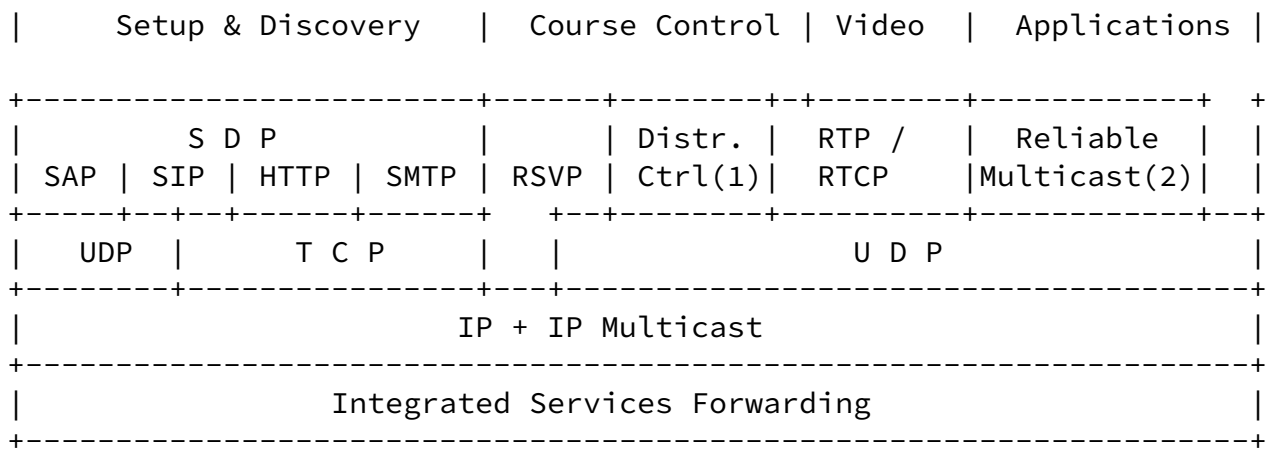 | Setup & Discovery | Course Control | Video | Applications |
+-------------------------+------+--------+-+--------+------------+ +
| S D P | | Distr. | RTP / | Reliable | |
| SAP | SIP | HTTP | SMTP | RSVP | Ctrl(1)| RTCP |Multicast(2)| |
+-----+--+--+------+------+ +--+--------+----------+------------+--+
| UDP | T C P | | U D P |
+--------+----------------+---+--------------------------------------+
| IP + IP Multicast |
+--------------------------------------------------------------------+
| Integrated Services Forwarding |
+--------------------------------------------------------------------+